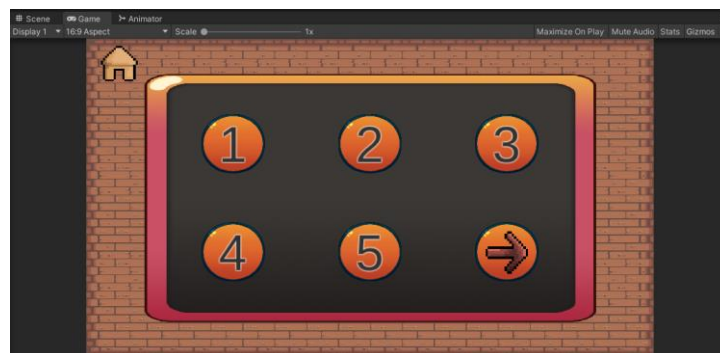 Scene Game Animator
Display 1 16:9 Aspect Scale 1x Maximize On Play Mute Audio Stats Gizmos
1 2 3
4 5